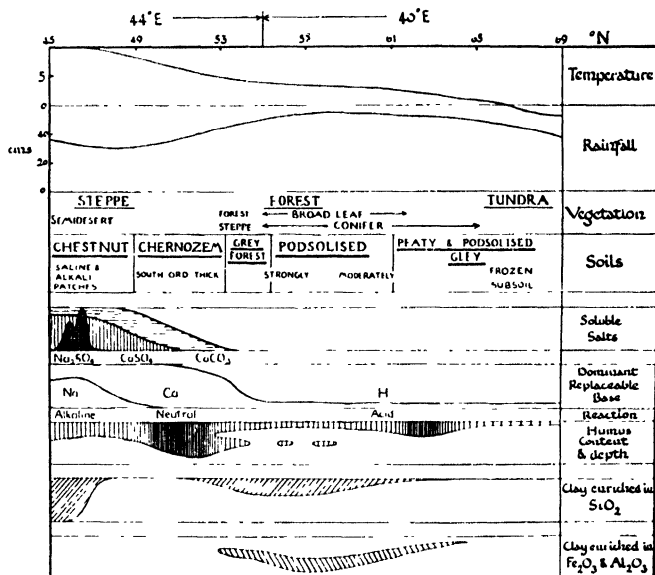 44°E 40°E
45 49 53 55 61 65 69 °N
5 Temperature
0
40 Rainfall
cms
20
0
STEPPE FOREST TUNDRA
SEMIDESERT FOREST STEPPE BROAD LEAF Vegetation
CONIFER
CHESTNUT CHERNOZEM GREY FOREST PODSOLISED PEATY & PODSOLISED GLEY Soils
SALINE & ALKALI PATCHES SOUTH ORD THICK STRONGLY MODERATELY FROZEN SUBSOIL
Soluble
Salts
Na₂SO₄ CaSO₄ CaCO₃
Dominant
Na Ca H Replaceable
Base
Alkaline Neutral Acid Reaction
Humus
Content
& depth
Clay enriched in
SiO₂
Clay enriched in
Fe₂O₃ & Al₂O₃